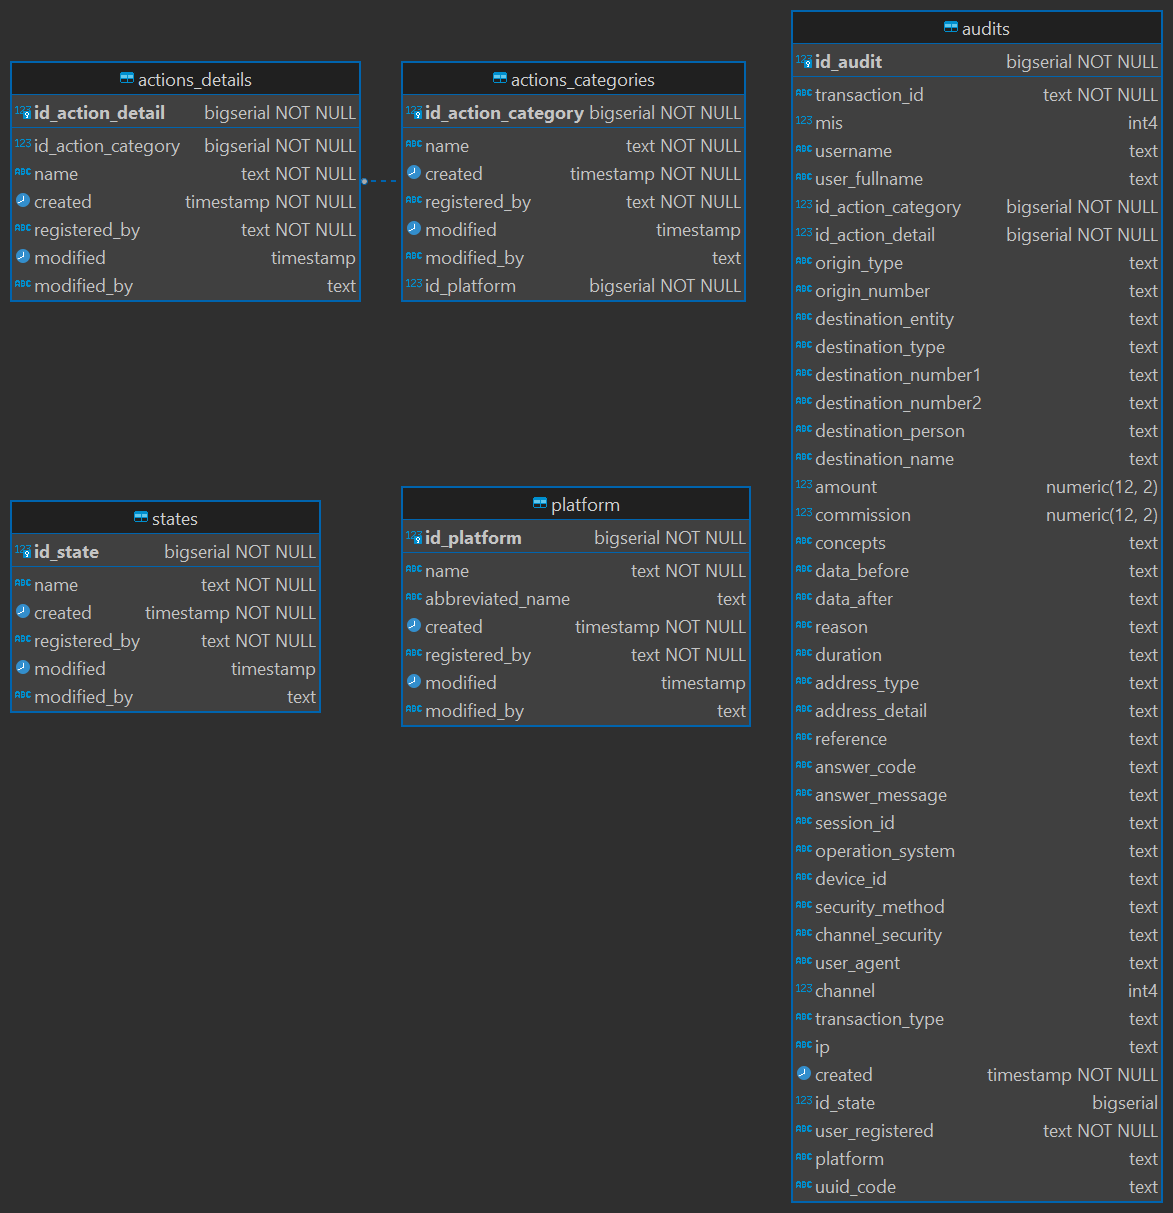 actions_details
id_action_detail bigserial NOT NULL
id_action_category bigserial NOT NULL
name text NOT NULL
created timestamp NOT NULL
registered_by text NOT NULL
modified timestamp
modified_by text
actions_categories
id_action_category bigserial NOT NULL
name text NOT NULL
created timestamp NOT NULL
registered_by text NOT NULL
modified timestamp
modified_by text
id_platform bigserial NOT NULL
states
id_state bigserial NOT NULL
name text NOT NULL
created timestamp NOT NULL
registered_by text NOT NULL
modified timestamp
modified_by text
platform
id_platform bigserial NOT NULL
name text NOT NULL
abbreviated_name text
created timestamp NOT NULL
registered_by text NOT NULL
modified timestamp
modified_by text
audits
id_audit bigserial NOT NULL
transaction_id text NOT NULL
mis int4
username text
user_fullname text
id_action_category bigserial NOT NULL
id_action_detail bigserial NOT NULL
origin_type text
origin_number text
destination_entity text
destination_type text
destination_number1 text
destination_number2 text
destination_person text
destination_name text
amount numeric(12, 2)
commission numeric(12, 2)
concepts text
data_before text
data_after text
reason text
duration text
address_type text
address_detail text
reference text
answer_code text
answer_message text
session_id text
operation_system text
device_id text
security_method text
channel_security text
user_agent text
channel int4
transaction_type text
ip text
created timestamp NOT NULL
id_state bigserial
user_registered text NOT NULL
platform text
uuid_code text